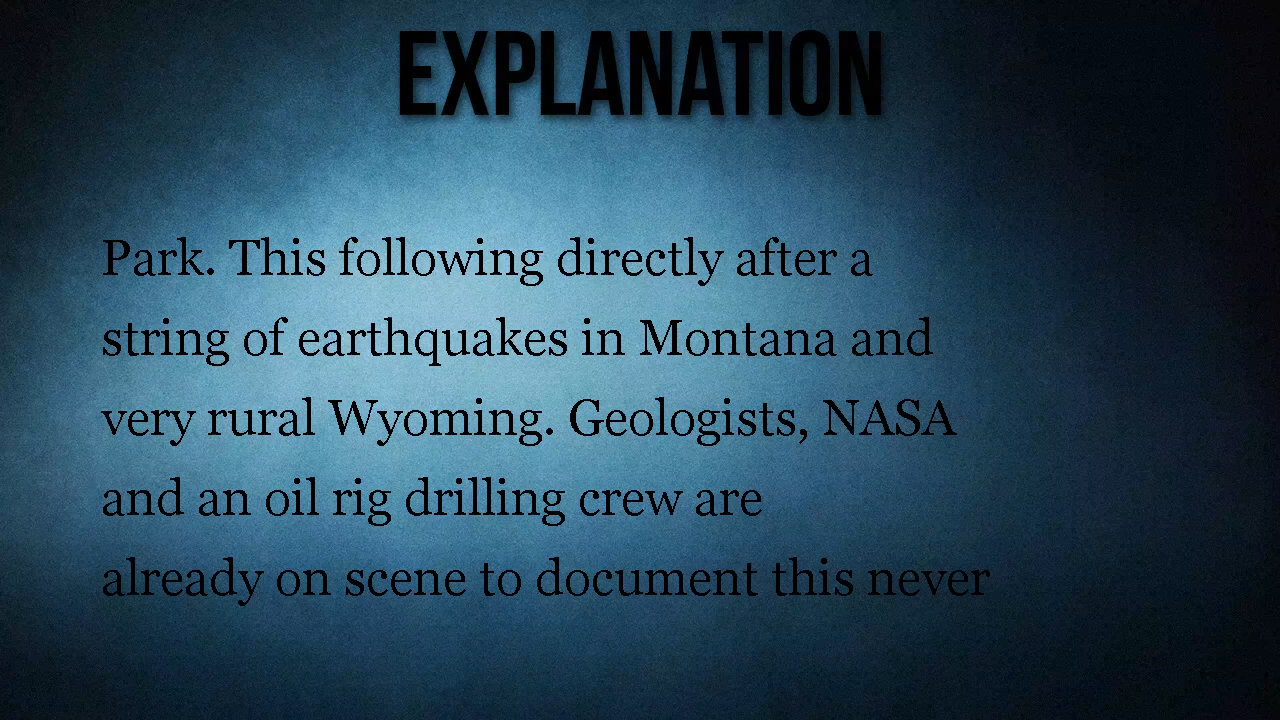 EXPLANATION
Park. This following directly after a
string of earthquakes in Montana and
very rural Wyoming. Geologists, NASA
and an oil rig drilling crew are
already on scene to document this never